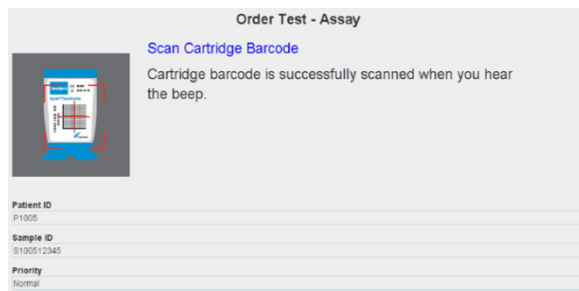 Order Test - Assay
Scan Cartridge Barcode
Cartridge barcode is successfully scanned when you hear
the beep.
Patient ID
P1005
Sample ID
S100512345
Priority
Normal